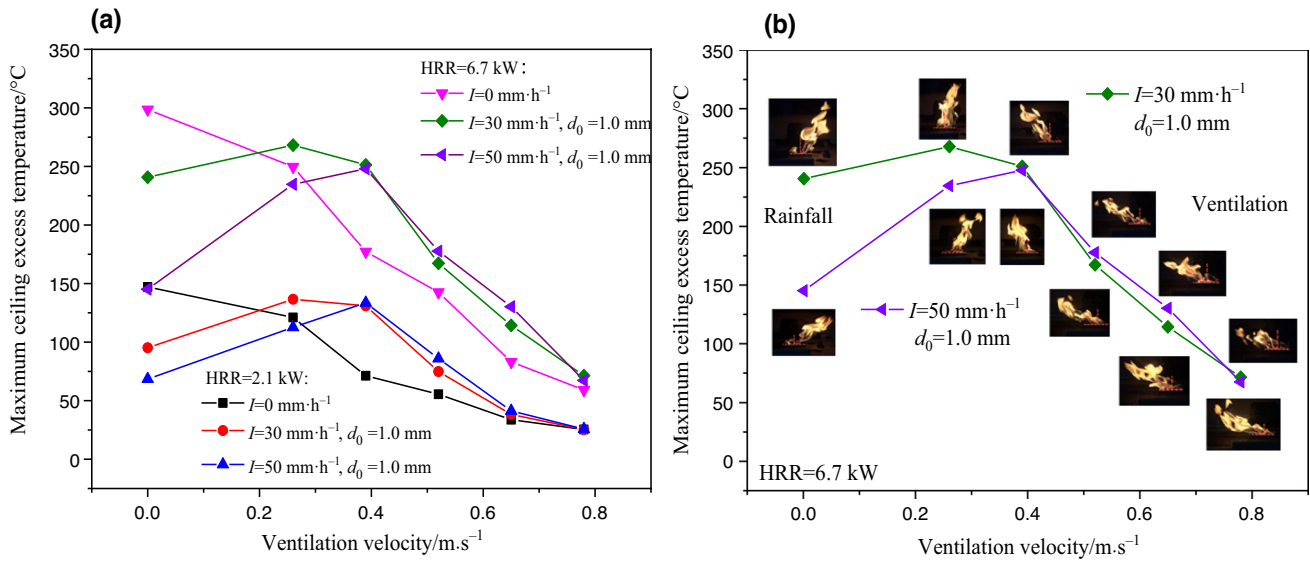 (a)
350
300
250
200
150
100
50
0
Maximum ceiling excess temperature/°C
HRR=6.7 kW:
I=0 mm·h⁻¹
I=30 mm·h⁻¹, d₀ =1.0 mm
I=50 mm·h⁻¹, d₀ =1.0 mm
HRR=2.1 kW:
I=0 mm·h⁻¹
I=30 mm·h⁻¹, d₀ =1.0 mm
I=50 mm·h⁻¹, d₀ =1.0 mm
0.0 0.2 0.4 0.6 0.8
Ventilation velocity/m.s⁻¹
(b)
350
300
250
200
150
100
50
0
Maximum ceiling excess temperature/°C
I=30 mm·h⁻¹
d₀=1.0 mm
Rainfall
Ventilation
I=50 mm·h⁻¹
d₀=1.0 mm
HRR=6.7 kW
0.0 0.2 0.4 0.6 0.8
Ventilation velocity/m.s⁻¹